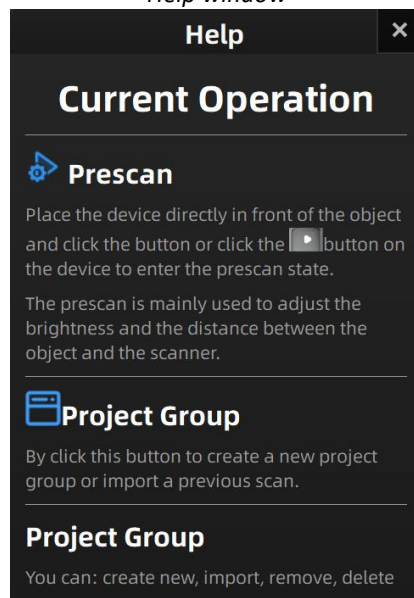 Help window
Help
Current Operation
Prescan
Place the device directly in front of the object
and click the button or click the button on
the device to enter the prescan state.
The prescan is mainly used to adjust the
brightness and the distance between the
object and the scanner.
Project Group
By click this button to create a new project
group or import a previous scan.
Project Group
You can: create new, import, remove, delete